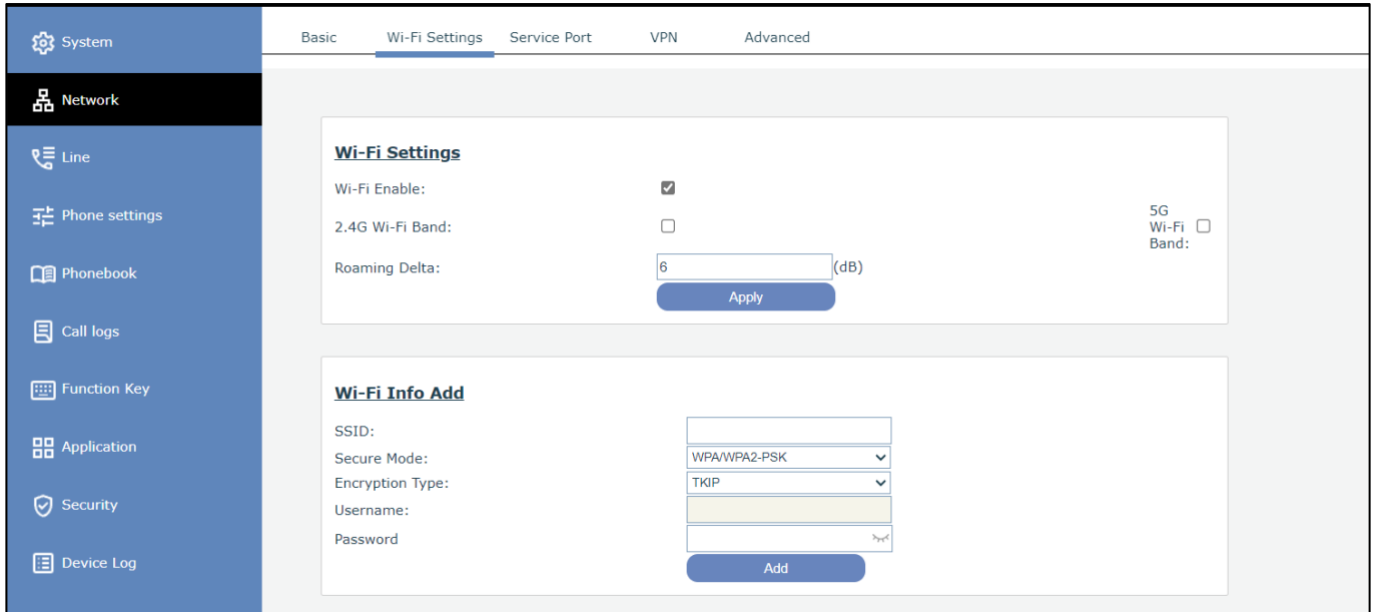 System
Network
Line
Phone settings
Phonebook
Call logs
Function Key
Application
Security
Device Log
Basic Wi-Fi Settings Service Port VPN Advanced
Wi-Fi Settings
Wi-Fi Enable:
2.4G Wi-Fi Band:
5G
Wi-Fi
Band:
Roaming Delta: 6 (dB)
Apply
Wi-Fi Info Add
SSID:
Secure Mode: WPA/WPA2-PSK
Encryption Type: TKIP
Username:
Password
Add